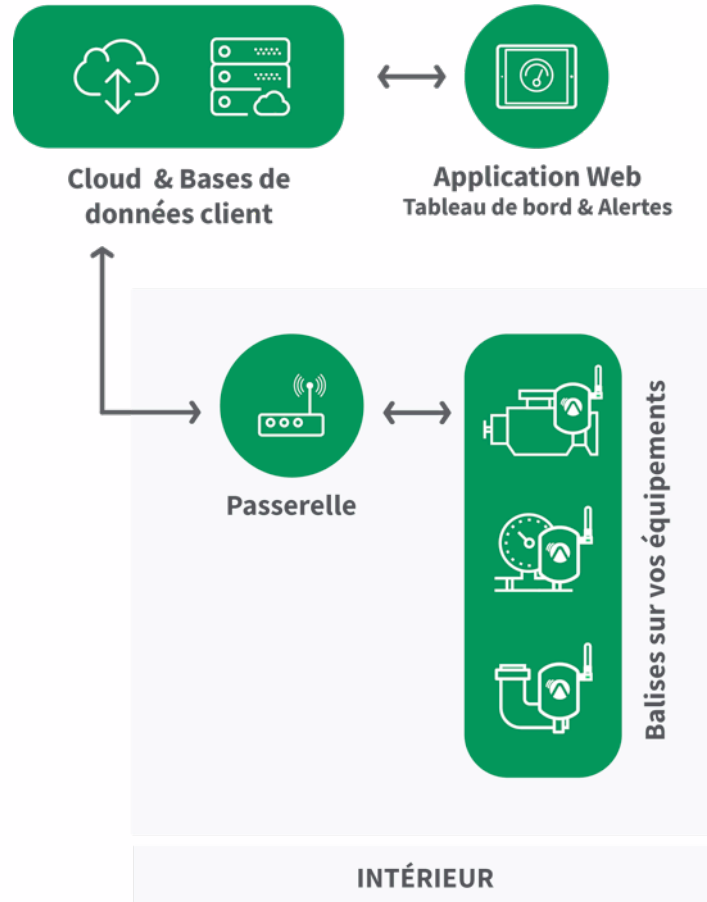 Cloud & Bases de
données client
Application Web
Tableau de bord & Alertes
Passerelle
Balises sur vos équipements
INTÉRIEUR